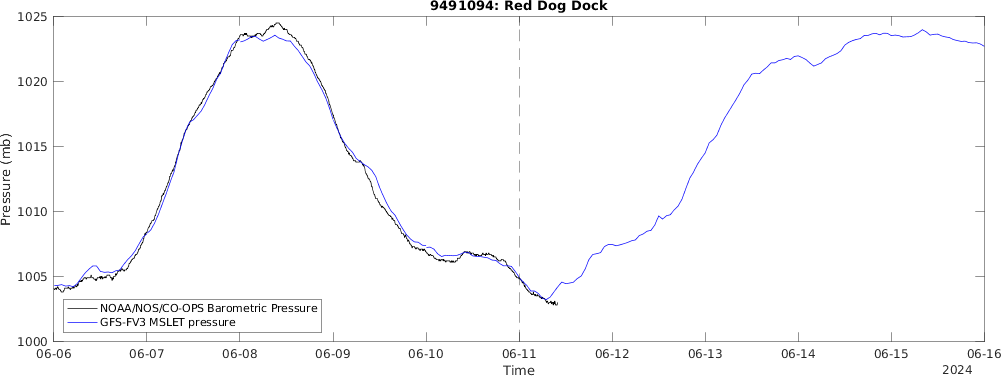 9491094: Red Dog Dock
1025
1020
1015
1010
1005
1000
Pressure (mb)
NOAA/NOS/CO-OPS Barometric Pressure
GFS-FV3 MSLET pressure
06-06 06-07 06-08 06-09 06-10 06-11 06-12 06-13 06-14 06-15 06-16
Time
2024